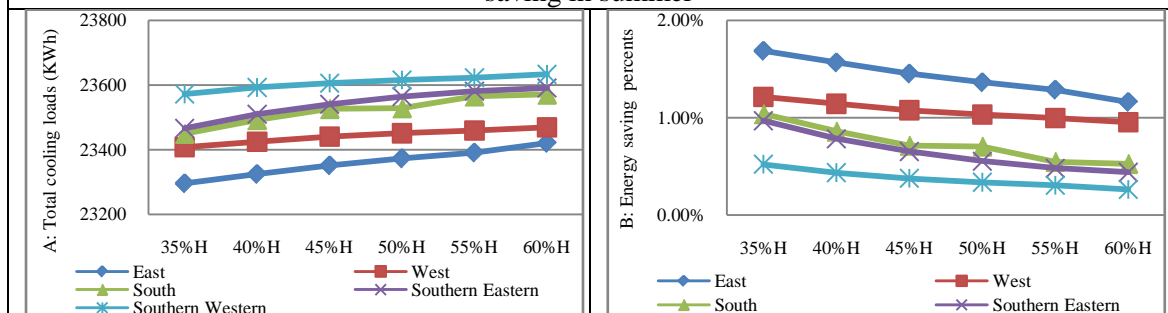 saving in summer
A: Total cooling loads (KWh)
23800
23600
23400
23200
35%H 40%H 45%H 50%H 55%H 60%H
East West
South Southern Eastern
Southern Western
B: Energy saving percents
2.00%
1.00%
0.00%
35%H 40%H 45%H 50%H 55%H 60%H
East West
South Southern Eastern